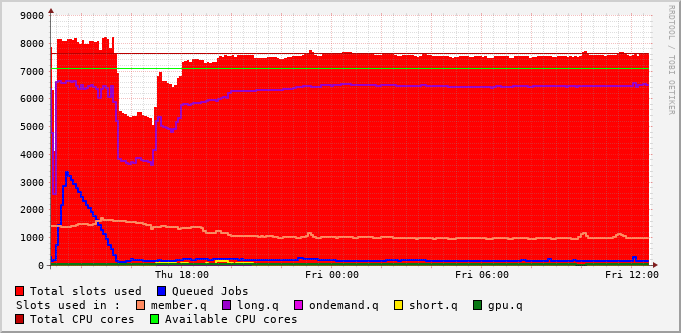 9000
8000
7000
6000
5000
4000
3000
2000
1000
0
Thu 18:00 Fri 00:00 Fri 06:00 Fri 12:00
RRDTOOL / TOBI OETIKER
Total slots used Queued Jobs
Slots used in : member.q long.q ondemand.q short.q gpu.q
Total CPU cores Available CPU cores